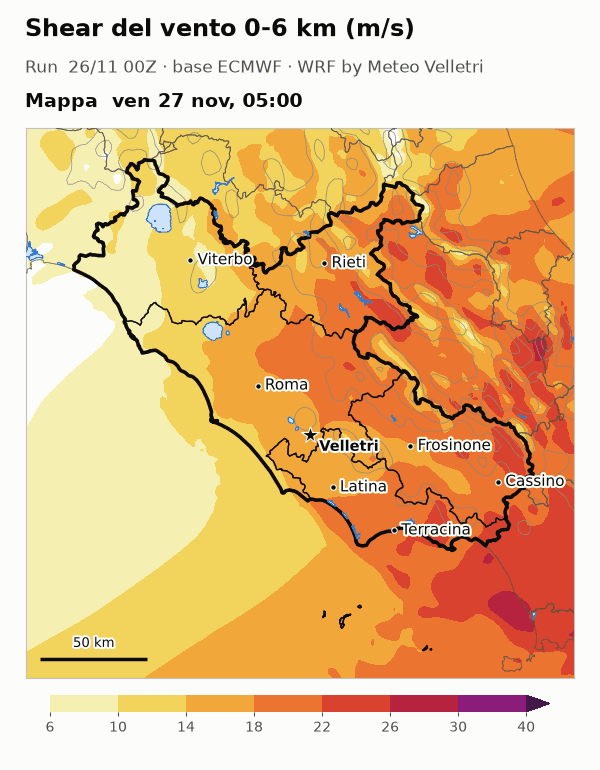 Shear del vento 0-6 km (m/s)
Run  26/11 00Z · base ECMWF · WRF by Meteo Velletri
Mappa  ven 27 nov, 05:00
Viterbo
Rieti
Roma
Velletri
Frosinone
Cassino
Latina
Terracina
50 km
6 10 14 18 22 26 30 40